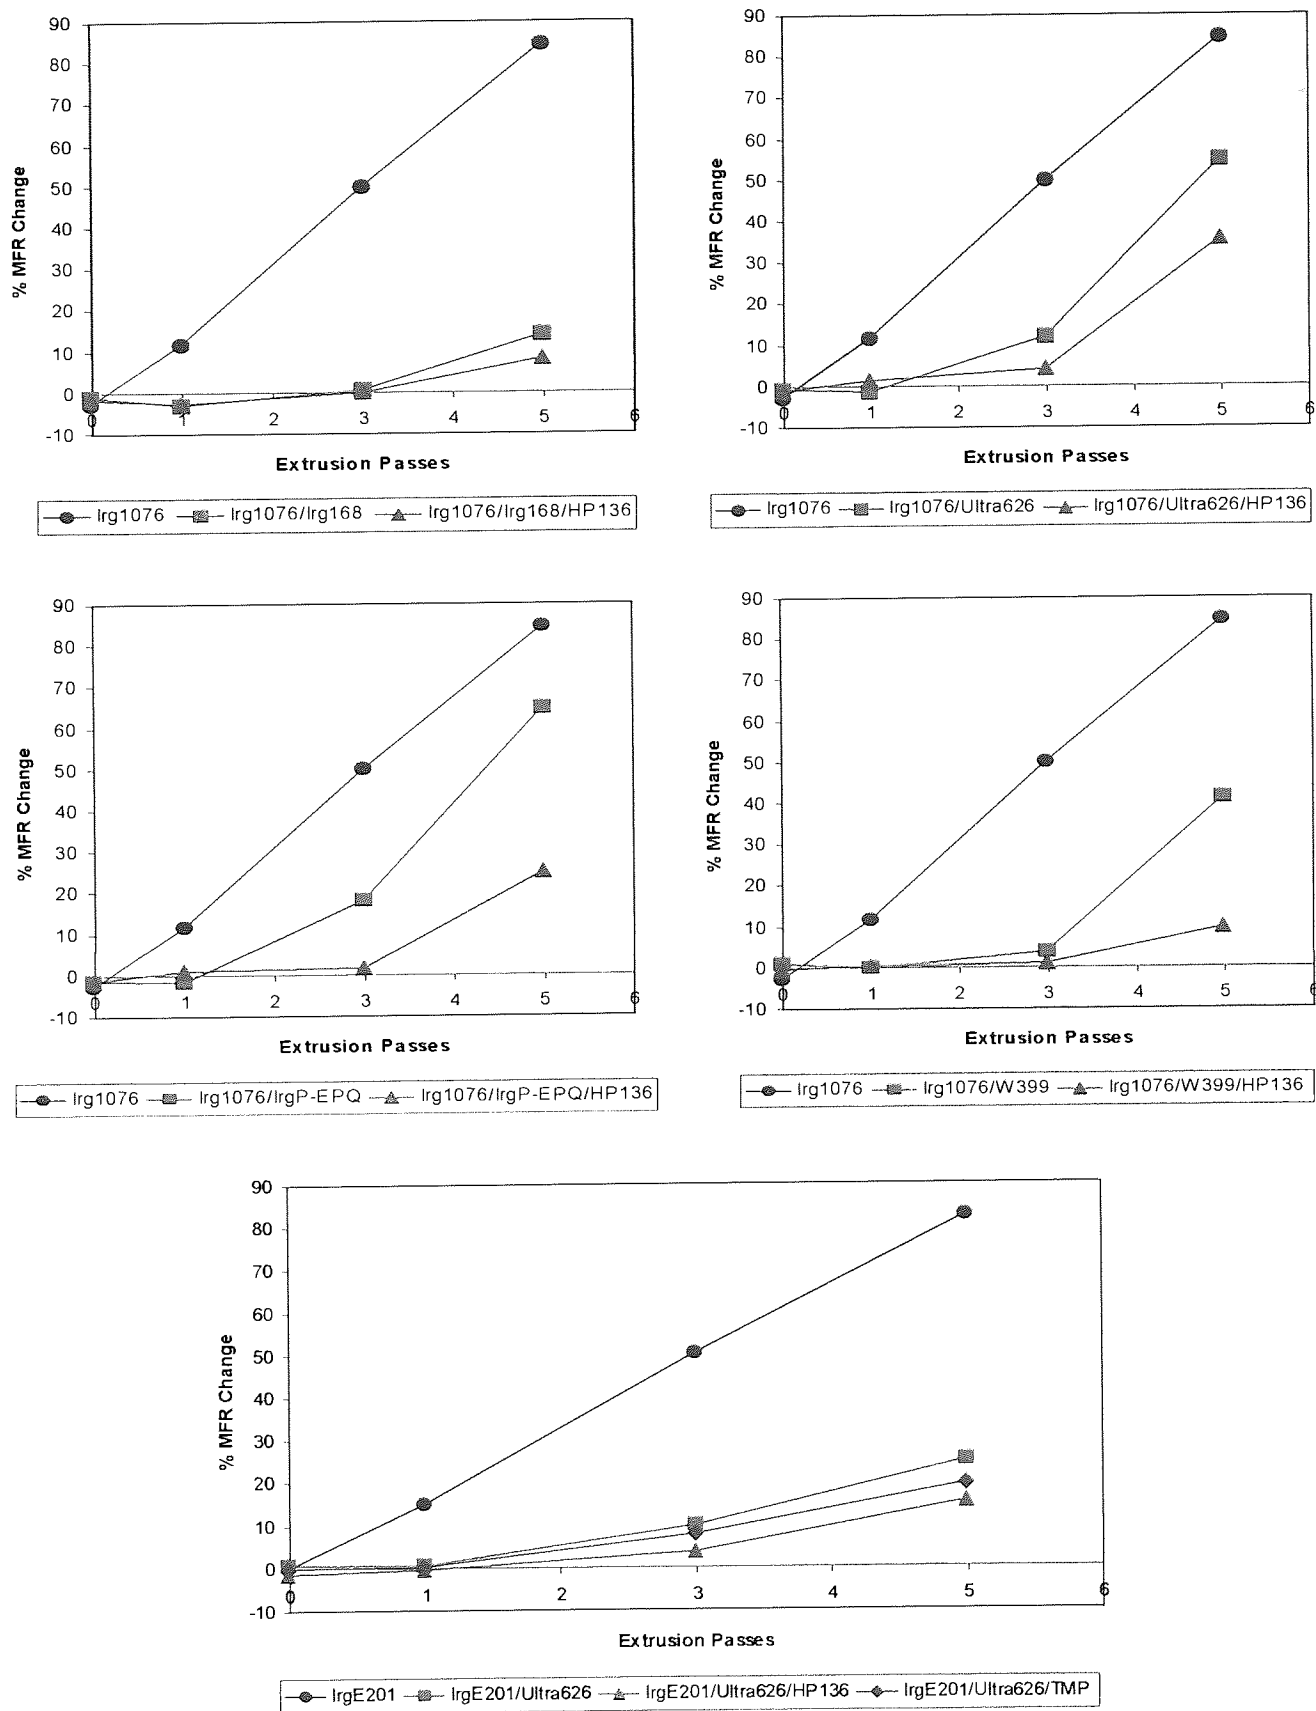 90
80
70
60
50
40
30
20
10
0
-10
% MFR Change
0 1 2 3 4 5 6
Extrusion Passes
Irg1076 Irg1076/Irg168 Irg1076/Irg168/HP136
90
80
70
60
50
40
30
20
10
0
-10
% MFR Change
0 1 2 3 4 5 6
Extrusion Passes
Irg1076 Irg1076/Ultra626 Irg1076/Ultra626/HP136
90
80
70
60
50
40
30
20
10
0
-10
% MFR Change
0 1 2 3 4 5 6
Extrusion Passes
Irg1076 Irg1076/IrgP-EPQ Irg1076/IrgP-EPQ/HP136
90
80
70
60
50
40
30
20
10
0
-10
% MFR Change
0 1 2 3 4 5 6
Extrusion Passes
Irg1076 Irg1076/W399 Irg1076/W399/HP136
90
80
70
60
50
40
30
20
10
0
-10
% MFR Change
0 1 2 3 4 5 6
Extrusion Passes
IrgE201 IrgE201/Ultra626 IrgE201/Ultra626/HP136 IrgE201/Ultra626/TMP